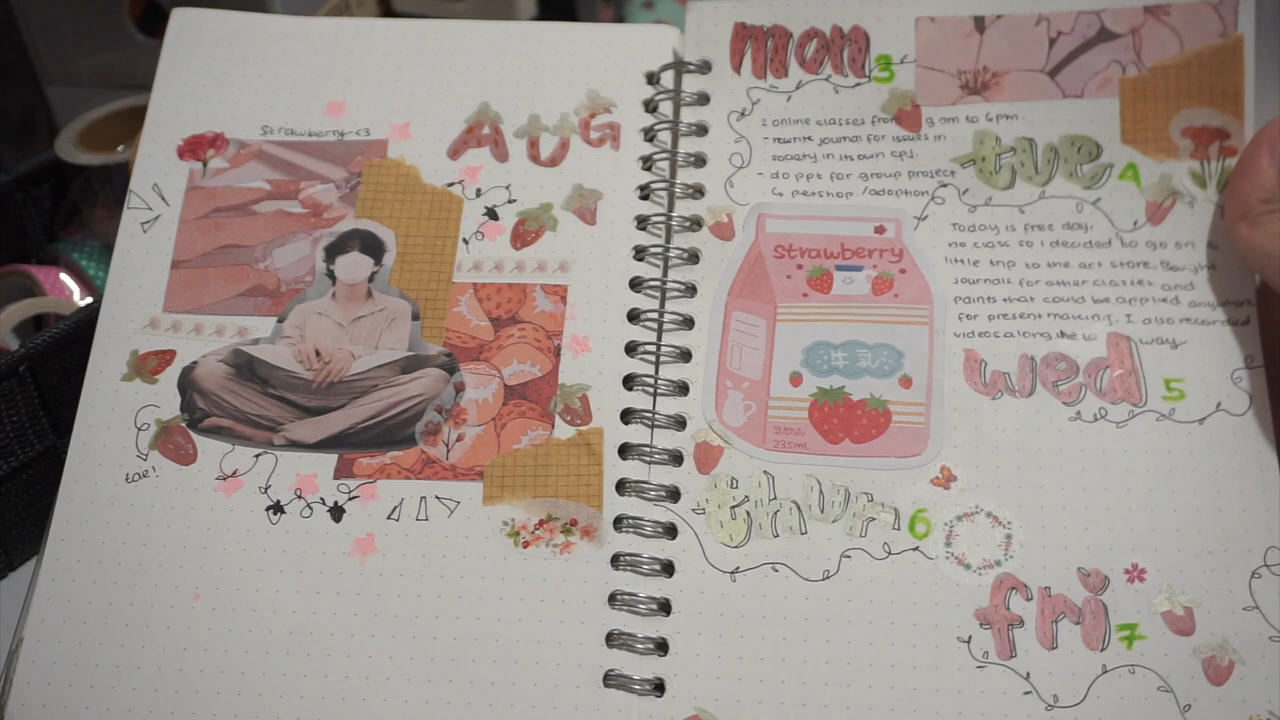 Strawberry <3
AUG
tae!
mon 3
2 online classes from 9 am to 6 pm.
- rewrite journal for issues in
society in its own cpd.
- do ppt for group project
↳ petshop /adoption
tue 4
Today is free day,
no class so i decided to go on a
little trip to the art store. Bought
journals for other classes and
paints that could be applied anywhere
for present making. I also recorded
videos along the way
strawberry
牛乳
235mL
wed 5
thur 6
fri 7